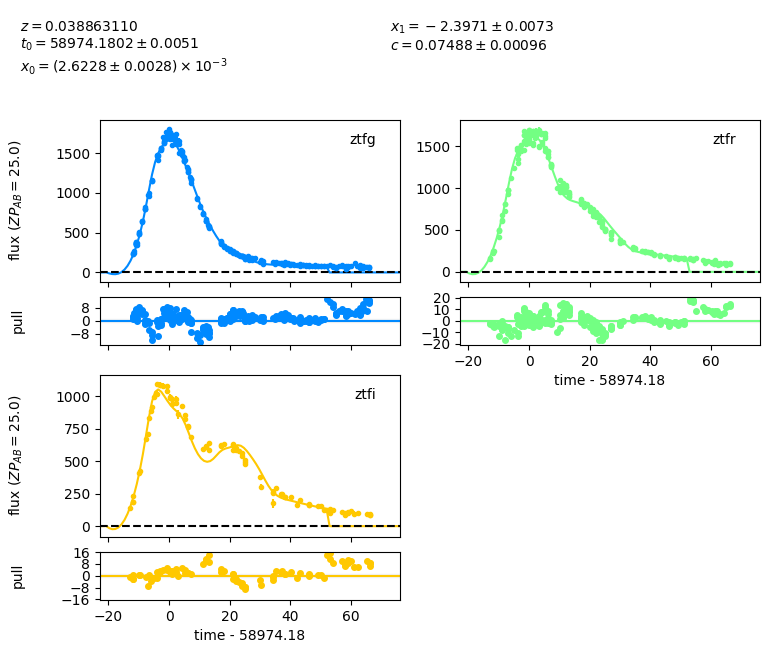 z = 0.038863110
t₀ = 58974.1802 ± 0.0051
x₀ = (2.6228 ± 0.0028) × 10⁻³
x₁ = −2.3971 ± 0.0073
c = 0.07488 ± 0.00096
ztfg
flux (ZP_AB = 25.0)
1500
1000
500
0
pull
8
0
−8
ztfr
1500
1000
500
0
20
10
0
−10
−20
−20 0 20 40 60
time - 58974.18
ztfi
flux (ZP_AB = 25.0)
1000
750
500
250
0
pull
16
8
0
−8
−16
−20 0 20 40 60
time - 58974.18